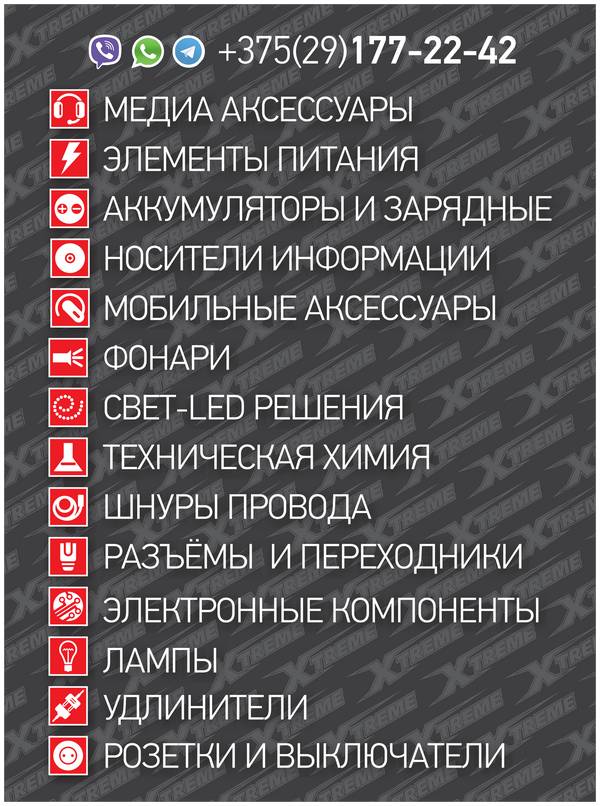 +375(29)177-22-42
МЕДИА АКСЕССУАРЫ
ЭЛЕМЕНТЫ ПИТАНИЯ
АККУМУЛЯТОРЫ И ЗАРЯДНЫЕ
НОСИТЕЛИ ИНФОРМАЦИИ
МОБИЛЬНЫЕ АКСЕССУАРЫ
ФОНАРИ
СВЕТ-LED РЕШЕНИЯ
ТЕХНИЧЕСКАЯ ХИМИЯ
ШНУРЫ ПРОВОДА
РАЗЪЁМЫ И ПЕРЕХОДНИКИ
ЭЛЕКТРОННЫЕ КОМПОНЕНТЫ
ЛАМПЫ
УДЛИНИТЕЛИ
РОЗЕТКИ И ВЫКЛЮЧАТЕЛИ
XTREME